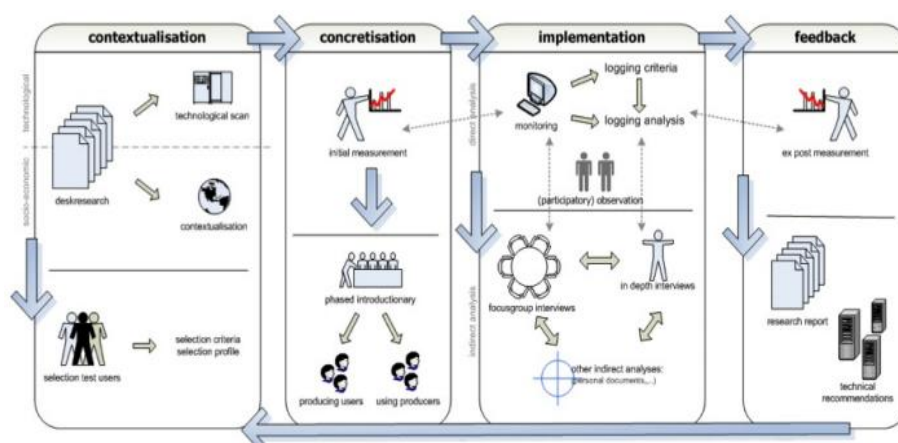 contextualisation
concretisation
implementation
feedback
technological
socio-economic
technological scan
deskresearch
contextualisation
selection test users
selection criteria
selection profile
initial measurement
phased introductionary
producing users
using producers
direct analysis
indirect analysis
monitoring
logging criteria
logging analysis
(participatory) observation
focusgroup interviews
in depth interviews
other indirect analyses:
(personal documents,...)
ex post measurement
research report
technical
recommendations